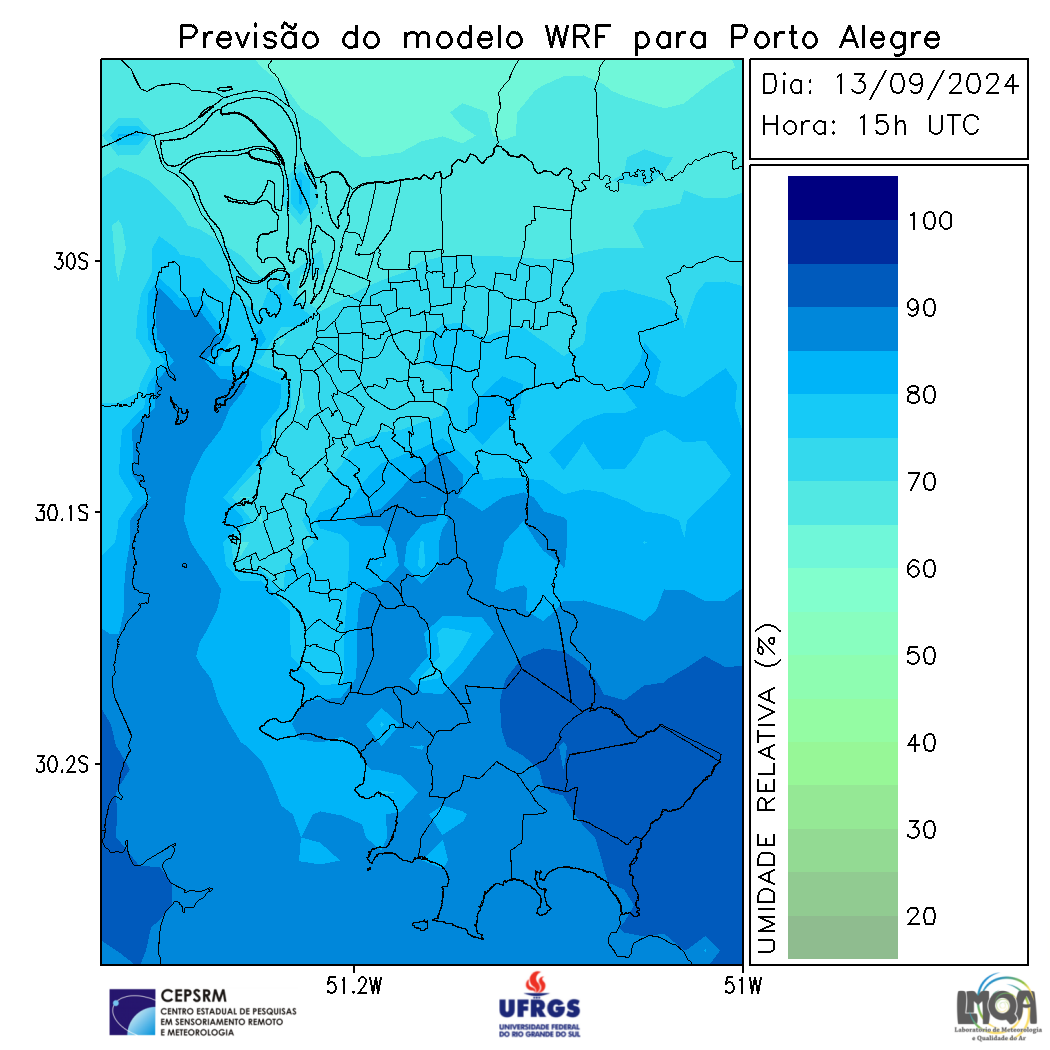 Previsão do modelo WRF para Porto Alegre
Dia: 13/09/2024
Hora: 15h UTC
30S
30.1S
30.2S
51.2W
51W
UMIDADE RELATIVA (%)
100
90
80
70
60
50
40
30
20
CEPSRM
CENTRO ESTADUAL DE PESQUISAS
EM SENSORIAMENTO REMOTO
E METEOROLOGIA
UFRGS
UNIVERSIDADE FEDERAL
DO RIO GRANDE DO SUL
LMQA
Laboratório de Meteorologia
e Qualidade do Ar